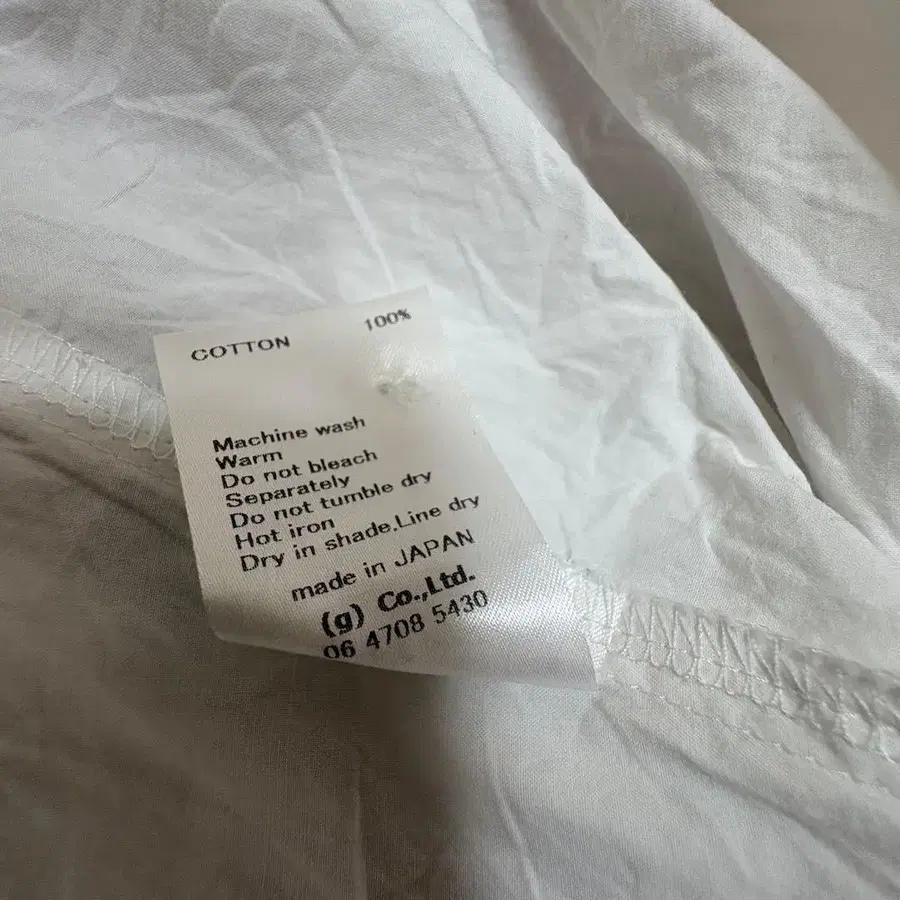 COTTON 100%
Machine wash
Warm
Do not bleach
Separately
Do not tumble dry
Hot iron
Dry in shade.Line dry
made in JAPAN
(g) Co.,Ltd.
06 4708 5430